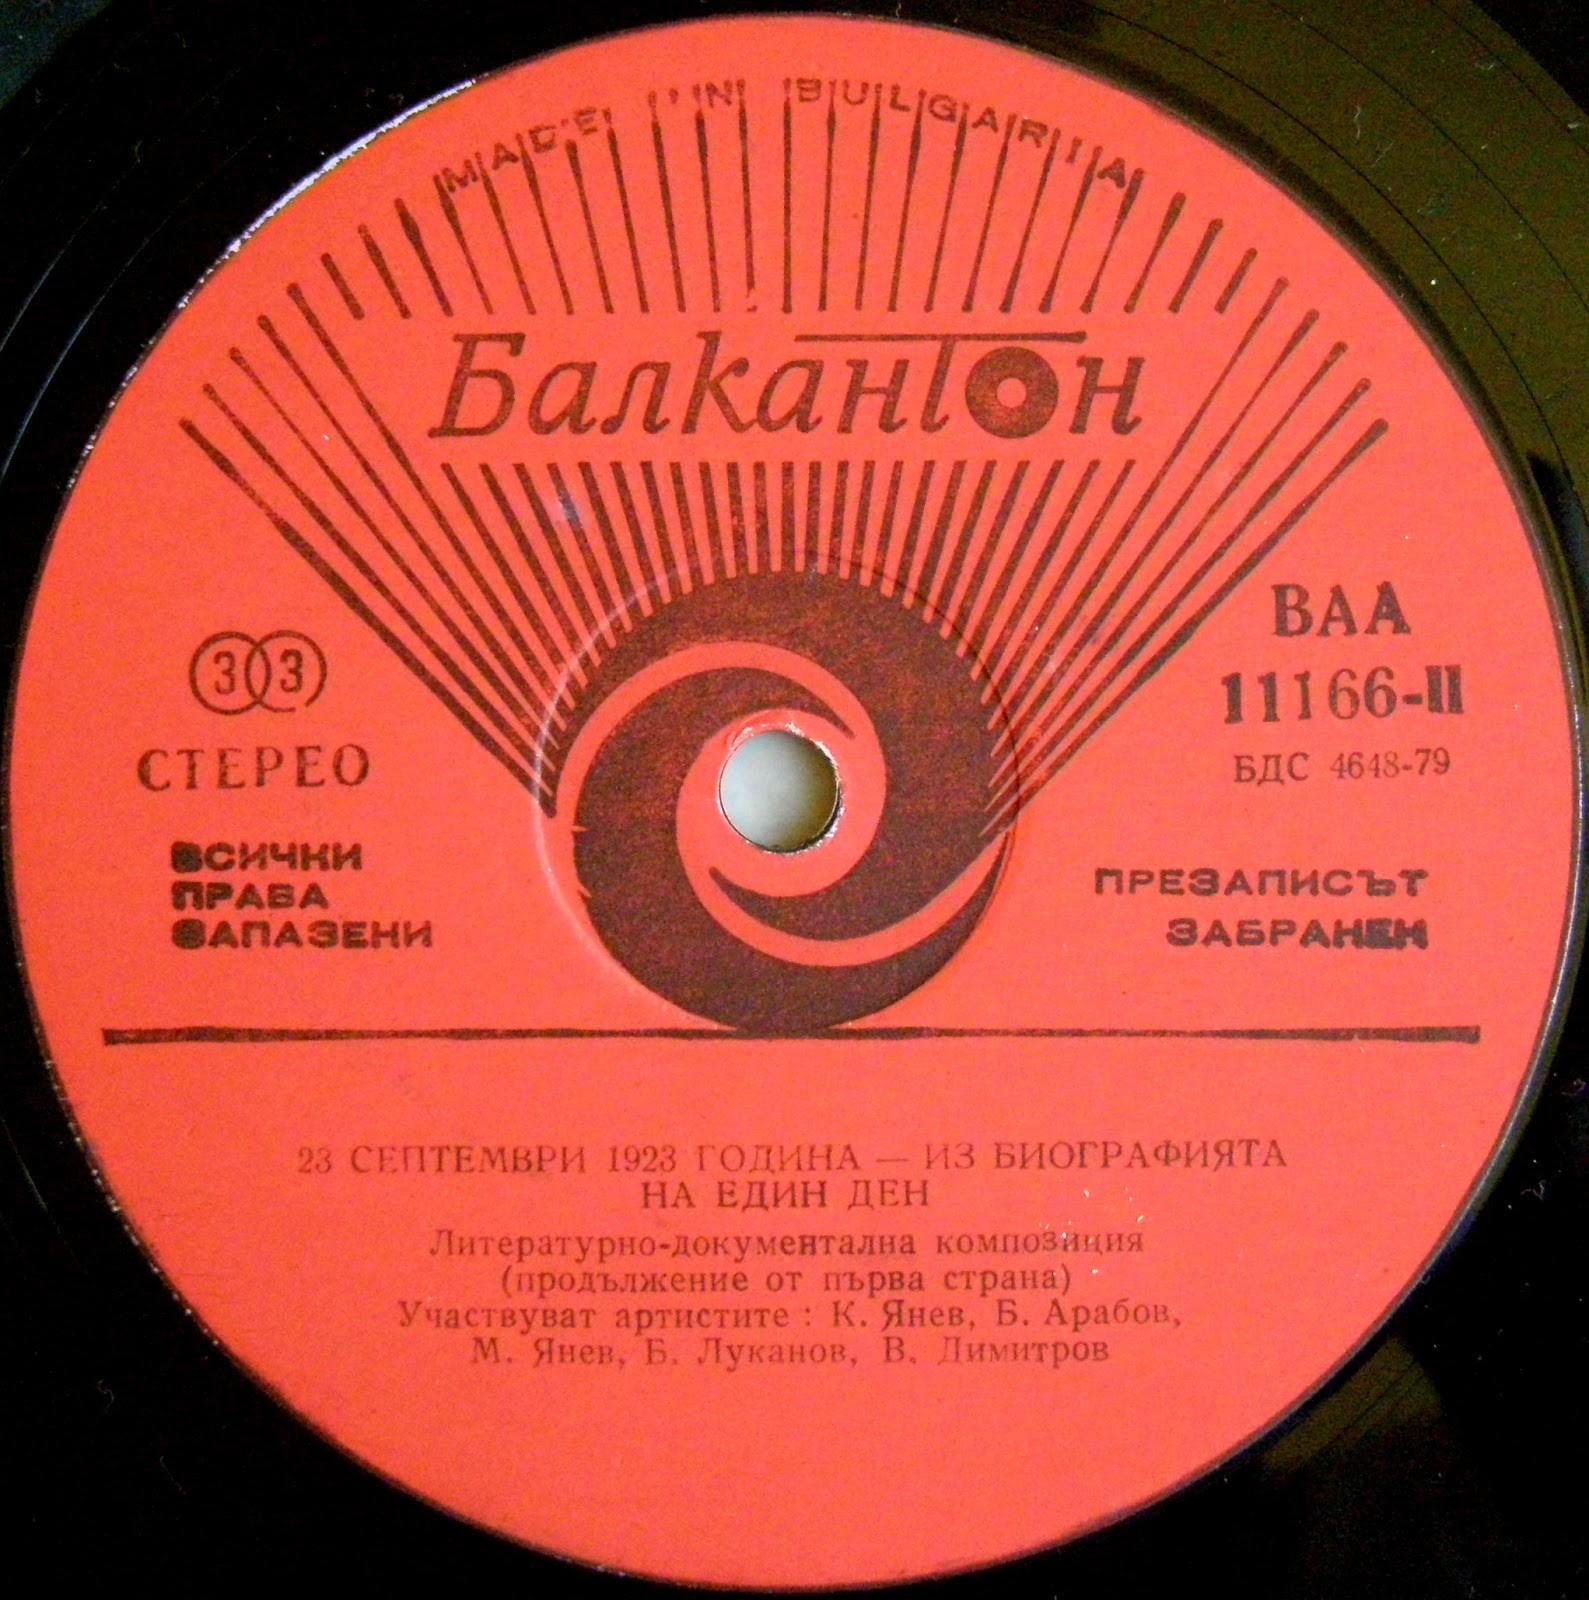 MADE IN BULGARIA
Балкантон
33
СТЕРЕО
ВСИЧКИ
ПРАВА
ЗАПАЗЕНИ
ВАА
11166-II
БДС 4648-79
ПРЕЗАПИСЪТ
ЗАБРАНЕН
23 СЕПТЕМВРИ 1923 ГОДИНА — ИЗ БИОГРАФИЯТА
НА ЕДИН ДЕН
Литературно-документална композиция
(продължение от първа страна)
Участвуват артистите : К. Янев, Б. Арабов,
М. Янев, Б. Луканов, В. Димитров